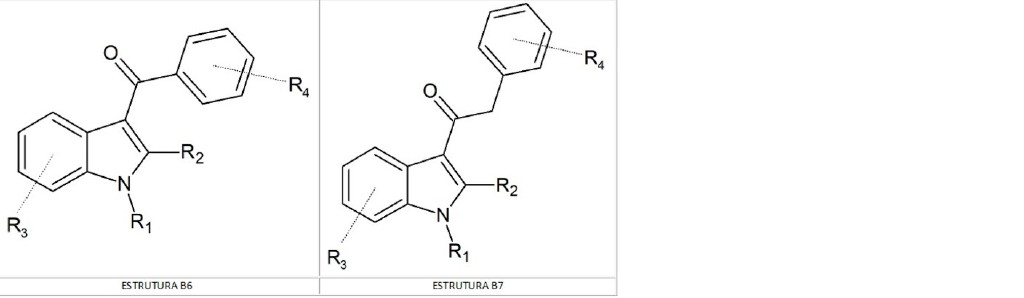 O
R₄
R₂
N
R₁
R₃
ESTRUTURA B6
R₄
O
R₂
N
R₁
R₃
ESTRUTURA B7